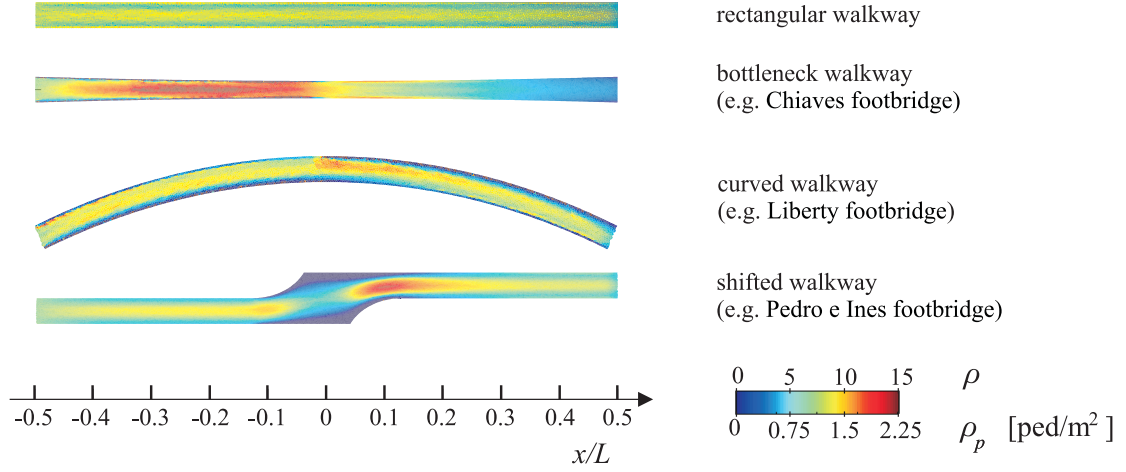 rectangular walkway
bottleneck walkway
(e.g. Chiaves footbridge)
curved walkway
(e.g. Liberty footbridge)
shifted walkway
(e.g. Pedro e Ines footbridge)
-0.5 -0.4 -0.3 -0.2 -0.1 0 0.1 0.2 0.3 0.4 0.5
x/L
0 5 10 15 ρ
0 0.75 1.5 2.25 ρp [ped/m²]